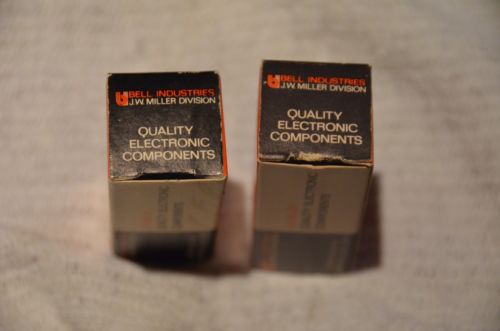 BELL INDUSTRIES
J.W. MILLER DIVISION
QUALITY
ELECTRONIC
COMPONENTS
BELL INDUSTRIES
J.W. MILLER DIVISION
QUALITY
ELECTRONIC
COMPONENTS